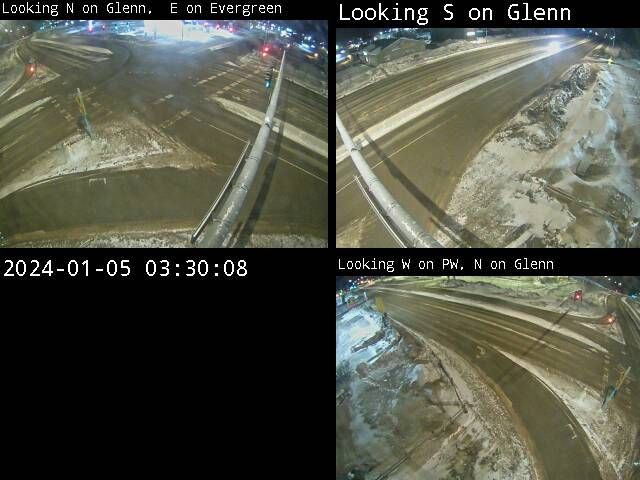 Looking N on Glenn, E on Evergreen
Looking S on Glenn
2024-01-05 03:30:08
Looking W on PW, N on Glenn